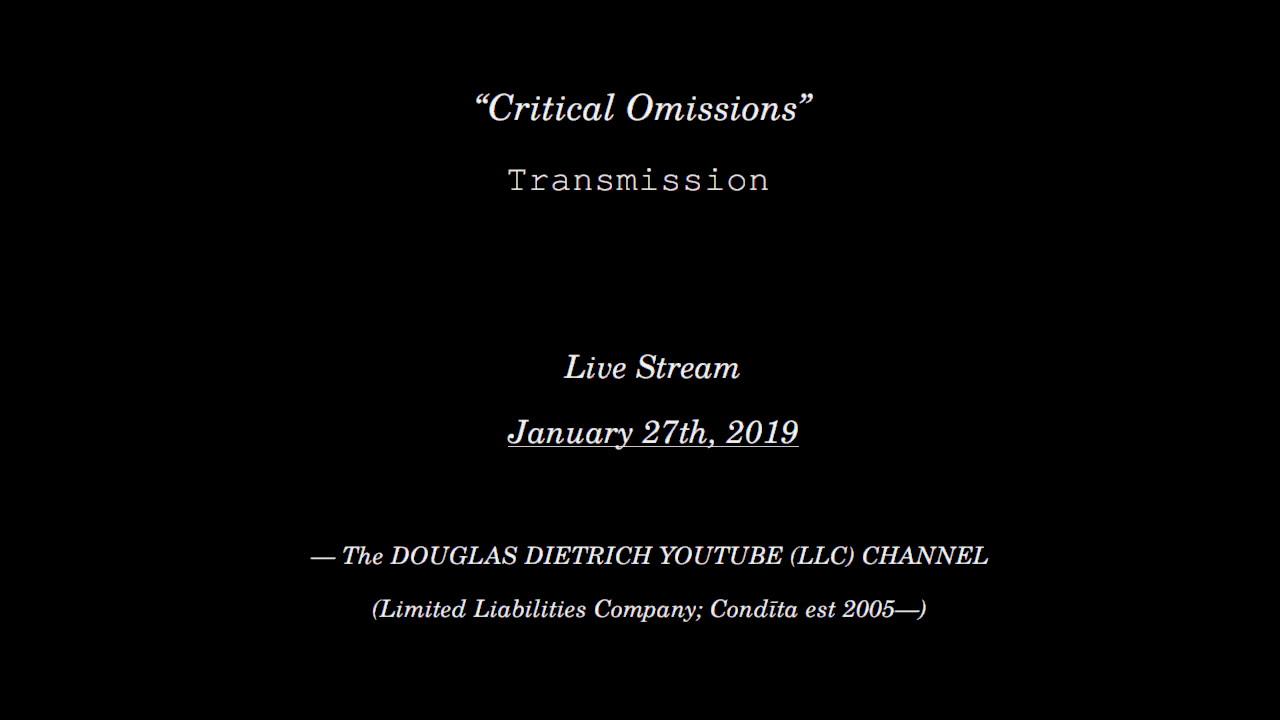 “Critical Omissions”
Transmission
Live Stream
January 27th, 2019
— The DOUGLAS DIETRICH YOUTUBE (LLC) CHANNEL
(Limited Liabilities Company; Condīta est 2005—)